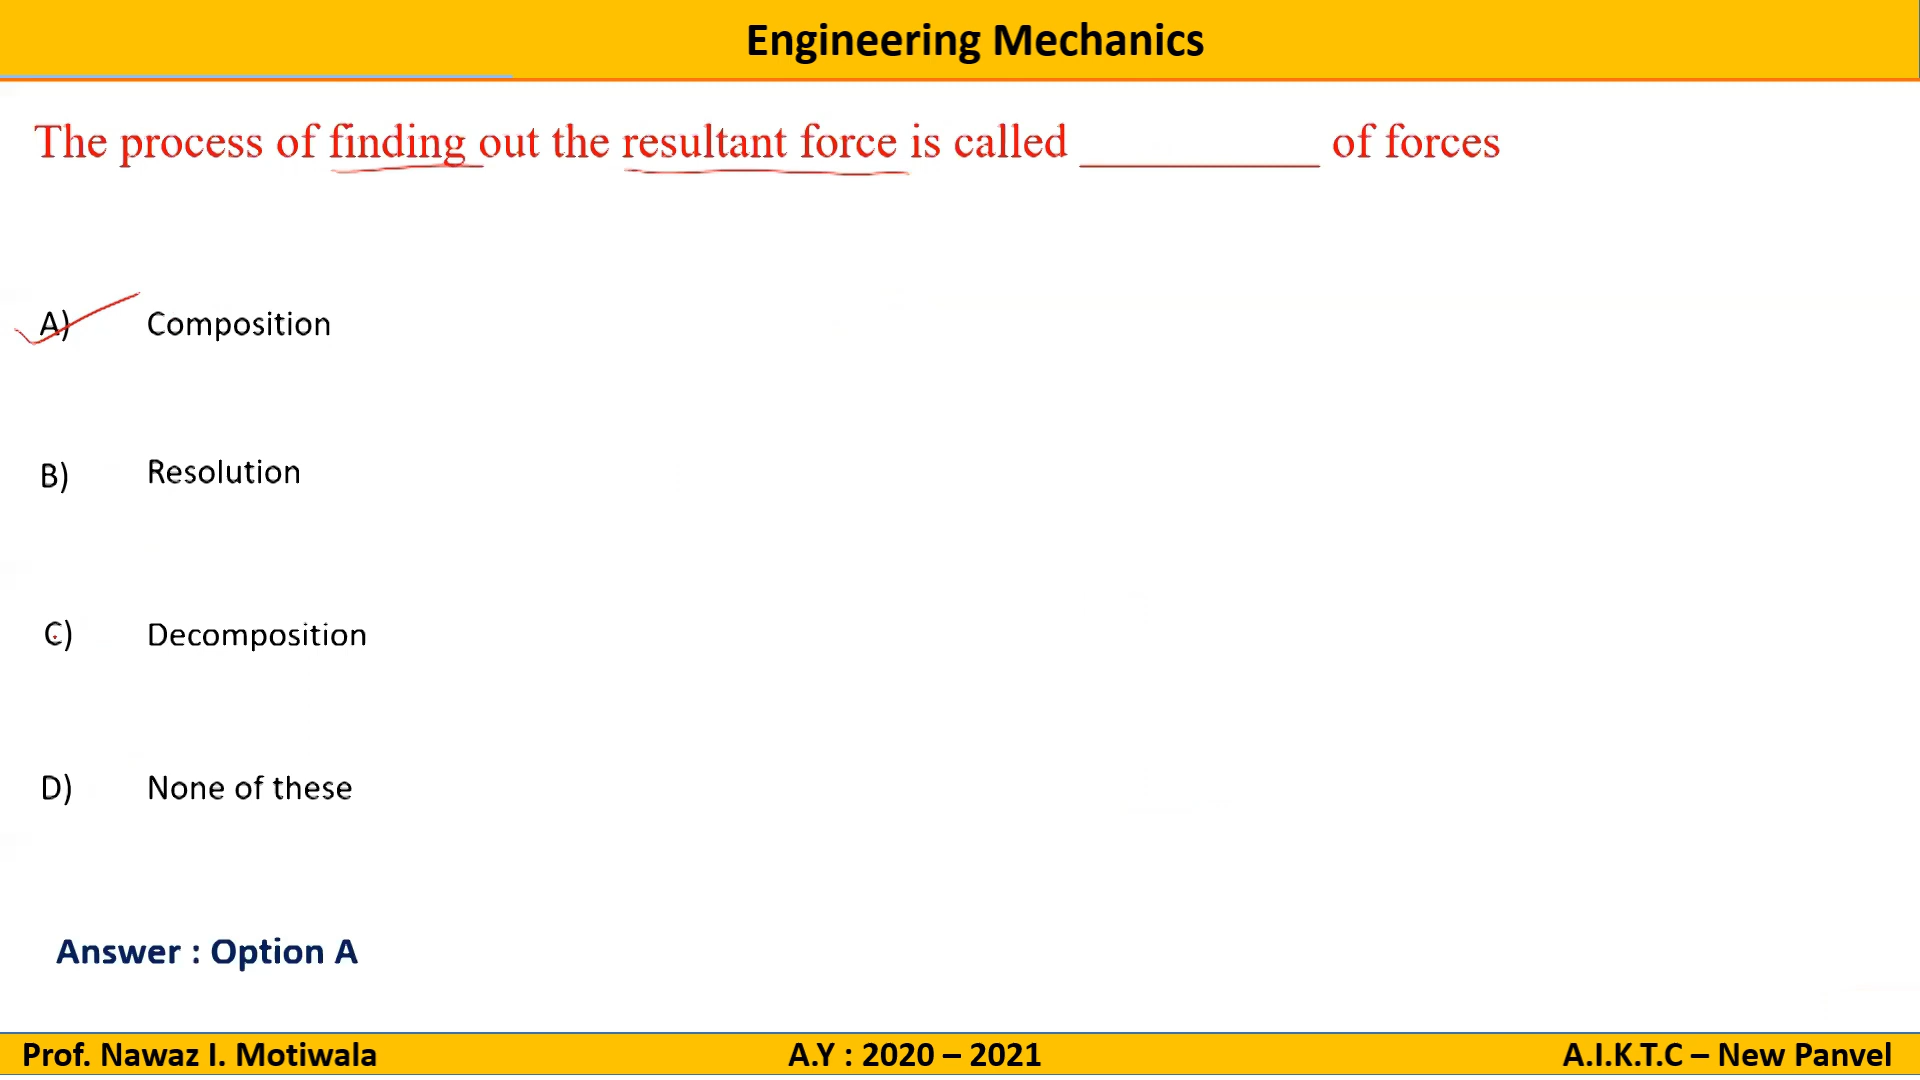 Engineering Mechanics
The process of finding out the resultant force is called __________ of forces
A) Composition
B) Resolution
C) Decomposition
D) None of these
Answer : Option A
Prof. Nawaz I. Motiwala A.Y : 2020 – 2021 A.I.K.T.C – New Panvel